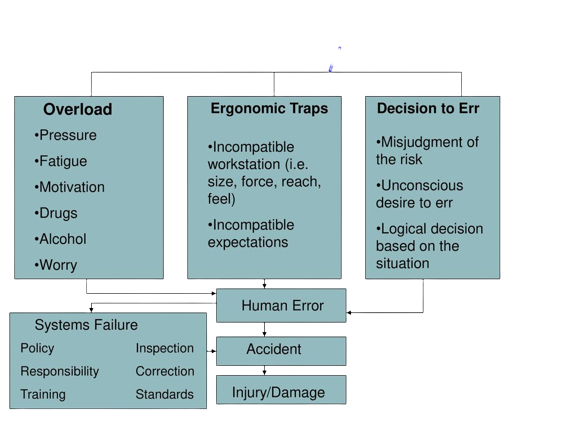 Overload
•Pressure
•Fatigue
•Motivation
•Drugs
•Alcohol
•Worry
Ergonomic Traps
•Incompatible
workstation (i.e.
size, force, reach,
feel)
•Incompatible
expectations
Decision to Err
•Misjudgment of
the risk
•Unconscious
desire to err
•Logical decision
based on the
situation
Human Error
Systems Failure
Policy Inspection
Responsibility Correction
Training Standards
Accident
Injury/Damage